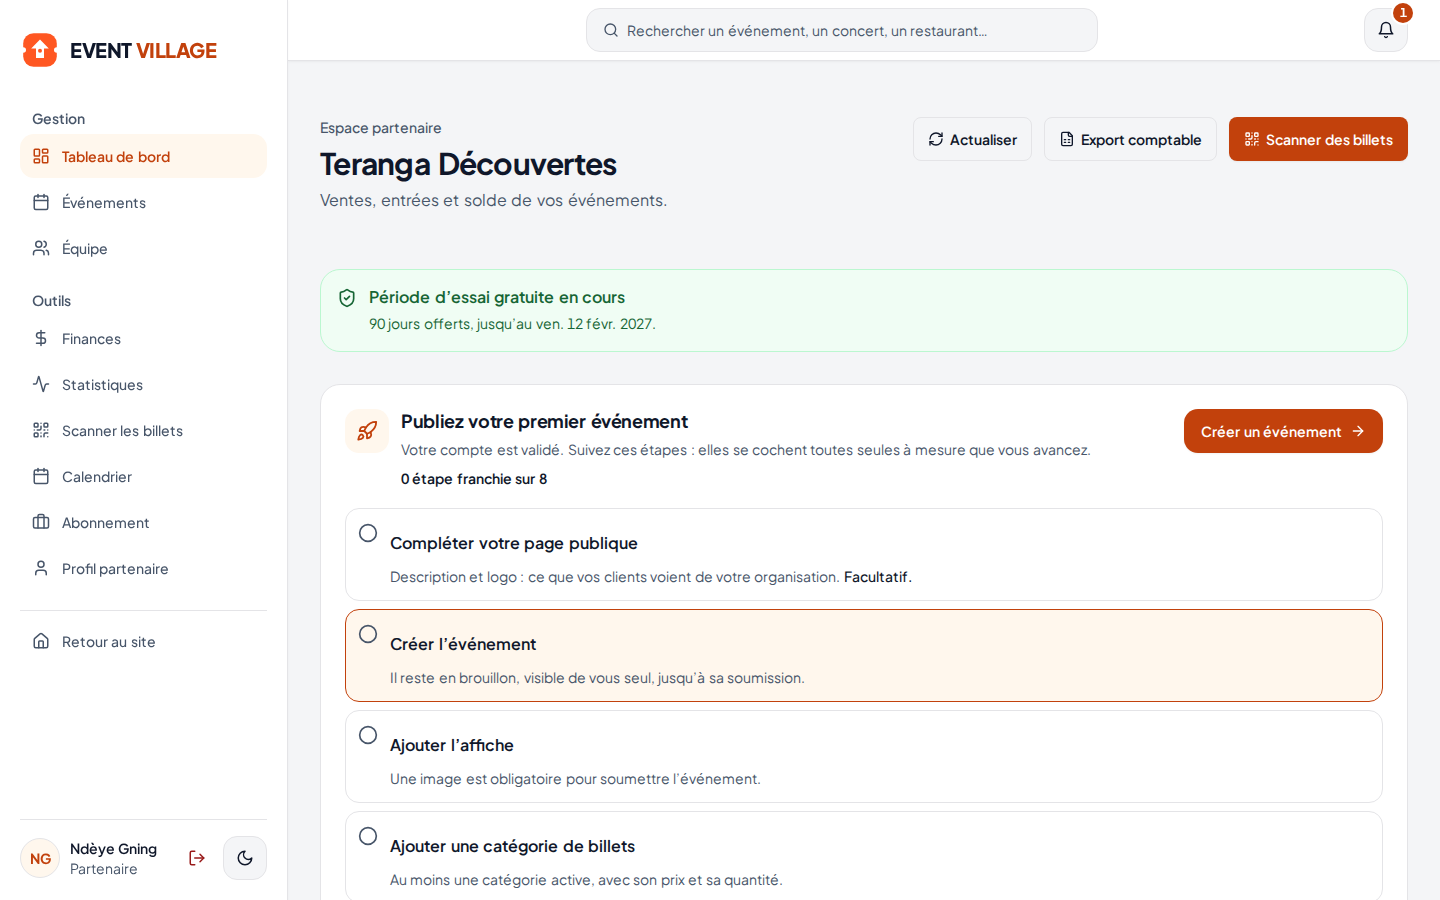 EVENT VILLAGE
Gestion
Tableau de bord
Événements
Équipe
Outils
Finances
Statistiques
Scanner les billets
Calendrier
Abonnement
Profil partenaire
Retour au site
NG
Ndèye Gning
Partenaire
Rechercher un événement, un concert, un restaurant…
1
Espace partenaire
Teranga Découvertes
Ventes, entrées et solde de vos événements.
Actualiser
Export comptable
Scanner des billets
Période d’essai gratuite en cours
90 jours offerts, jusqu’au ven. 12 févr. 2027.
Publiez votre premier événement
Votre compte est validé. Suivez ces étapes : elles se cochent toutes seules à mesure que vous avancez.
0 étape franchie sur 8
Créer un événement
Compléter votre page publique
Description et logo : ce que vos clients voient de votre organisation. Facultatif.
Créer l’événement
Il reste en brouillon, visible de vous seul, jusqu’à sa soumission.
Ajouter l’affiche
Une image est obligatoire pour soumettre l’événement.
Ajouter une catégorie de billets
Au moins une catégorie active, avec son prix et sa quantité.